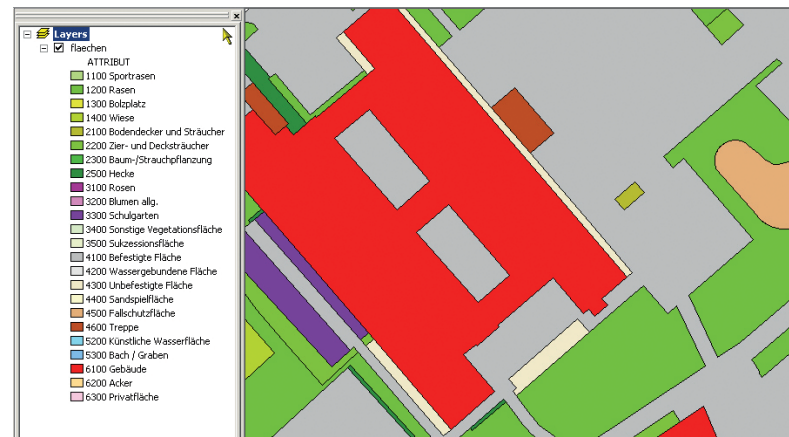 Layers
flaechen
ATTRIBUT
1100 Sportrasen
1200 Rasen
1300 Bolzplatz
1400 Wiese
2100 Bodendecker und Sträucher
2200 Zier- und Decksträucher
2300 Baum-/Strauchpflanzung
2500 Hecke
3100 Rosen
3200 Blumen allg.
3300 Schulgarten
3400 Sonstige Vegetationsfläche
3500 Sukzessionsfläche
4100 Befestigte Fläche
4200 Wassergebundene Fläche
4300 Unbefestigte Fläche
4400 Sandspielfläche
4500 Fallschutzfläche
4600 Treppe
5200 Künstliche Wasserfläche
5300 Bach / Graben
6100 Gebäude
6200 Acker
6300 Privatfläche